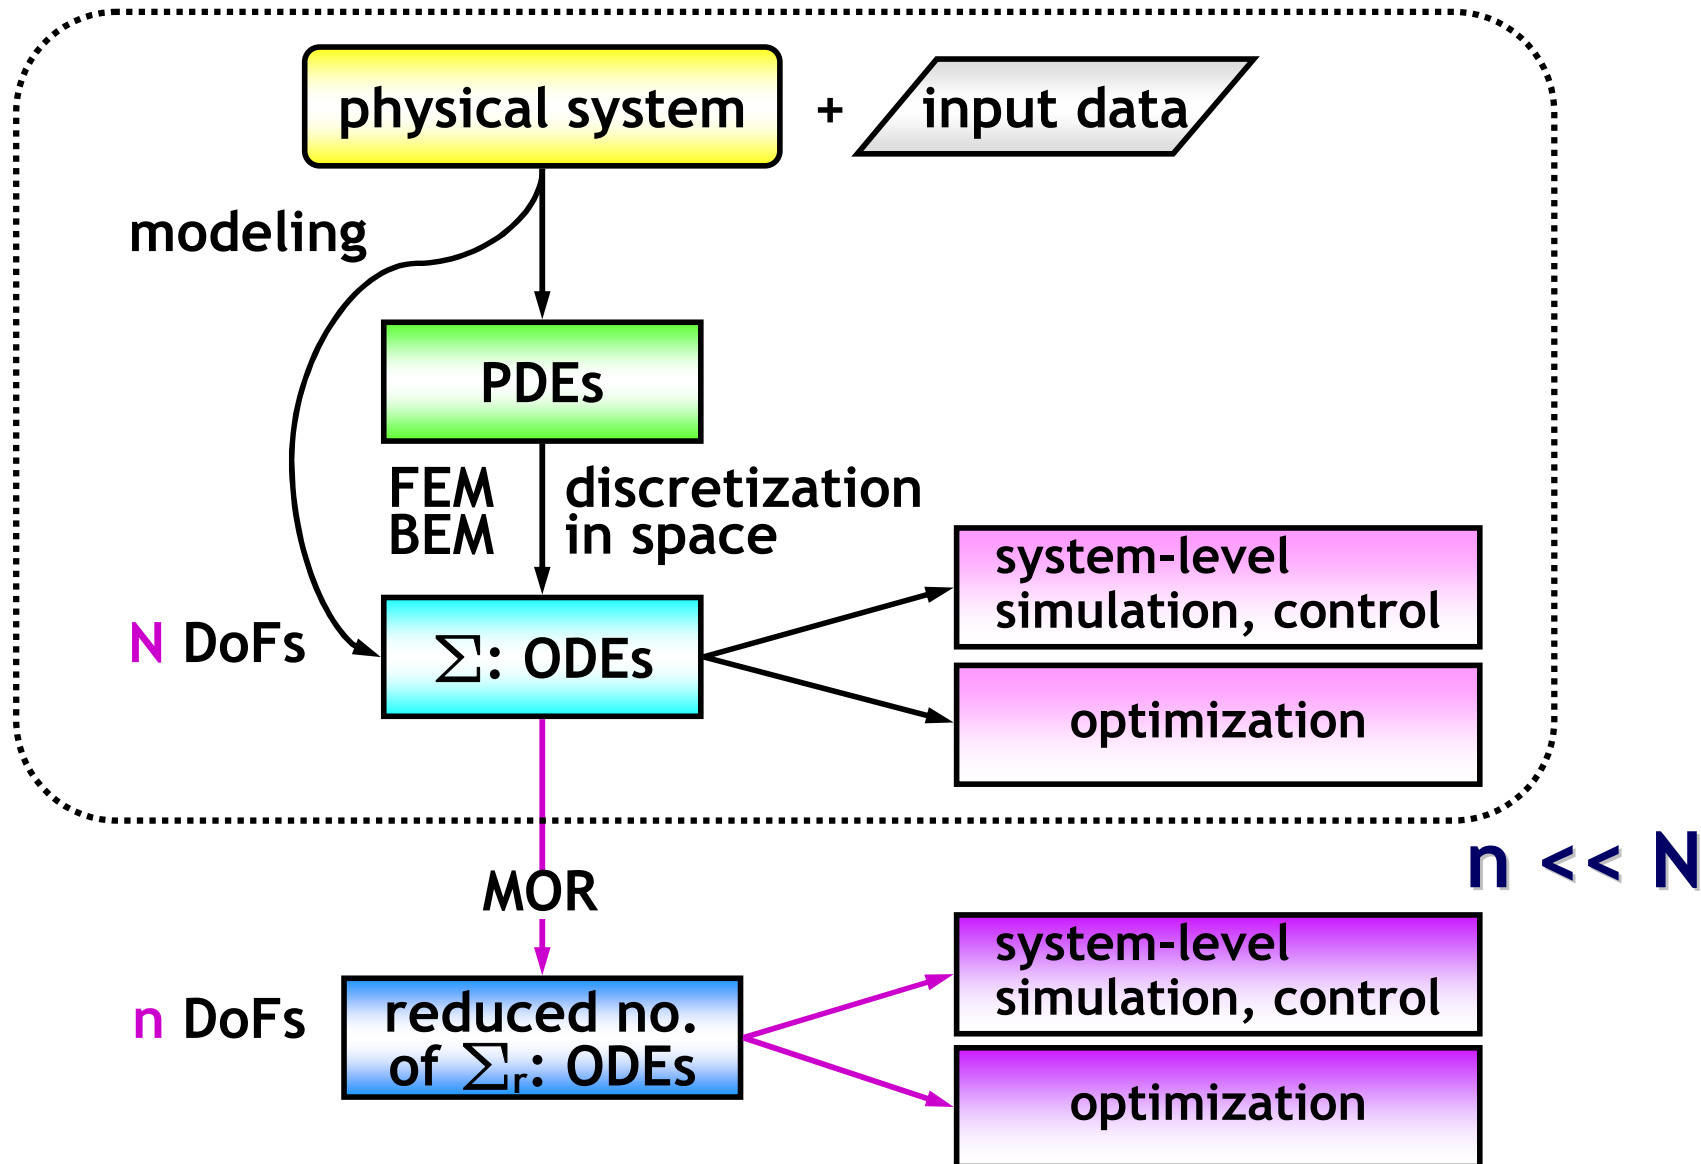 physical system + input data
modeling
PDEs
FEM discretization
BEM in space
system-level
simulation, control
N DoFs
∑: ODEs
optimization
n << N
MOR
system-level
simulation, control
n DoFs
reduced no.
of ∑r: ODEs
optimization